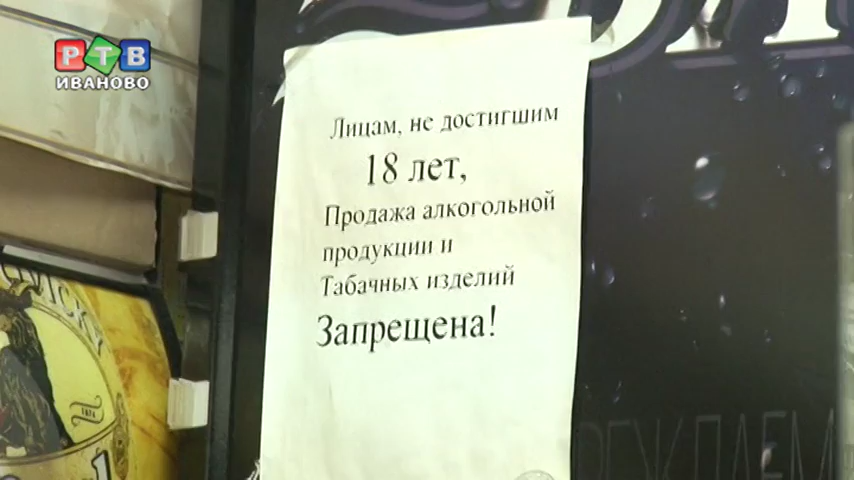 РТВ
ИВАНОВО
Лицам, не достигшим
18 лет,
Продажа алкогольной
продукции и
Табачных изделий
Запрещена!